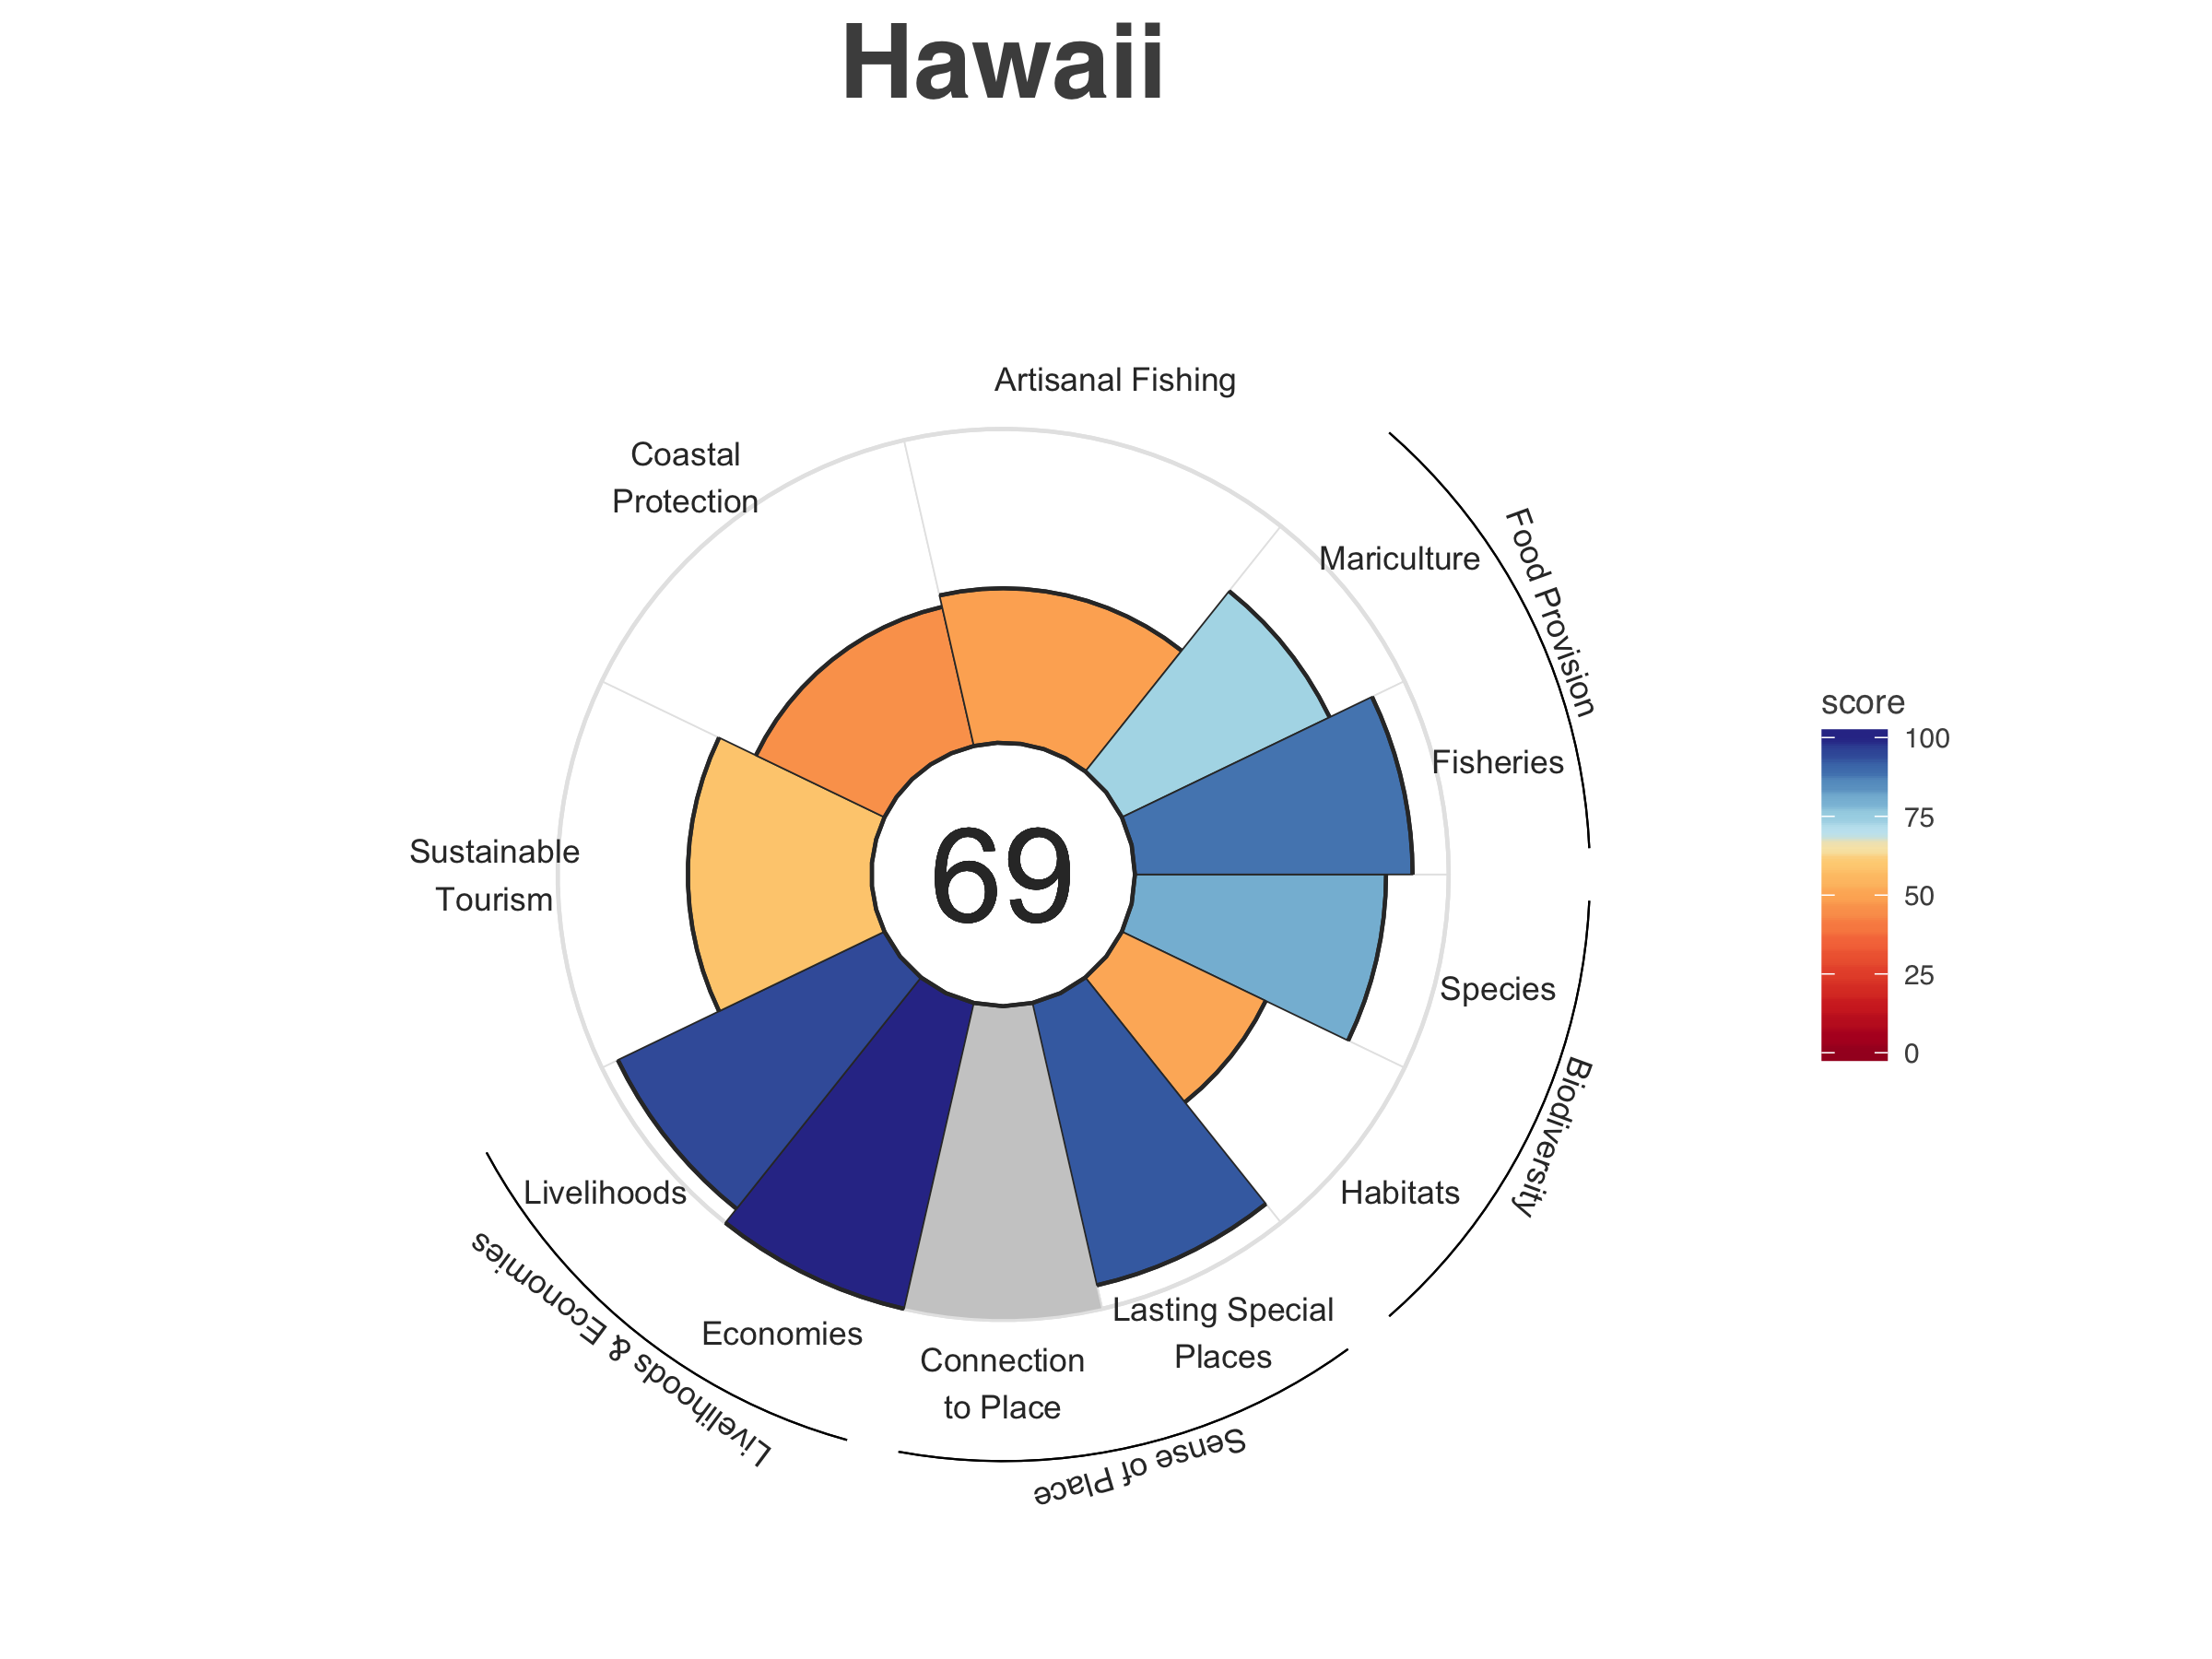 Hawaii
Artisanal Fishing
Coastal
Protection
Mariculture
Food Provision
Fisheries
score
100
75
50
25
0
69
Sustainable
Tourism
Species
Biodiversity
Habitats
Livelihoods
Livelihoods & Economies
Economies
Connection
to Place
Lasting Special
Places
Sense of Place